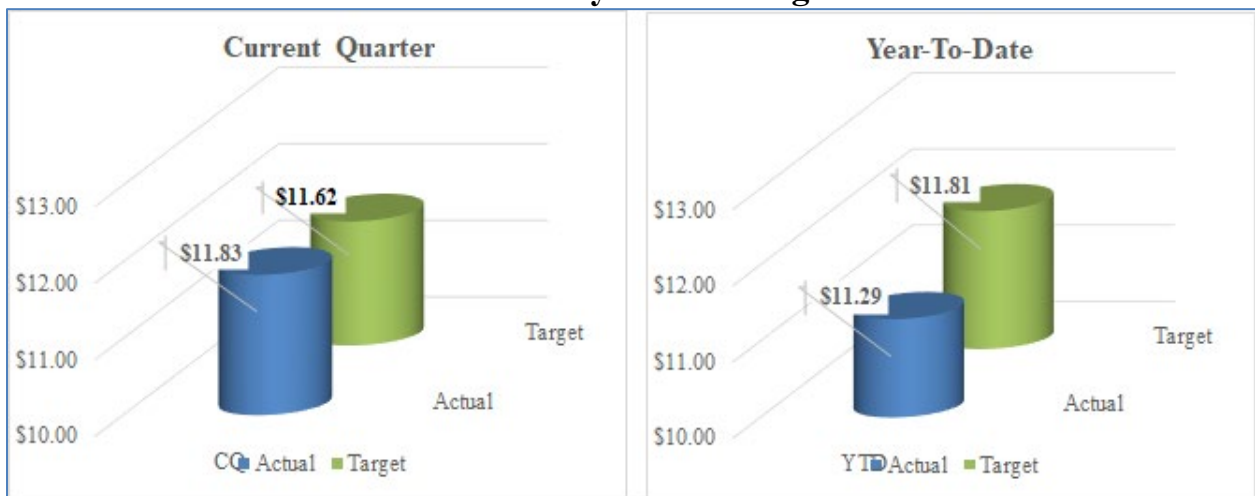 Current Quarter
$13.00
$12.00
$11.00
$10.00
$11.62
$11.83
Target
Actual
CQ Actual Target
Year-To-Date
$13.00
$12.00
$11.00
$10.00
$11.81
$11.29
Target
Actual
YTD Actual Target